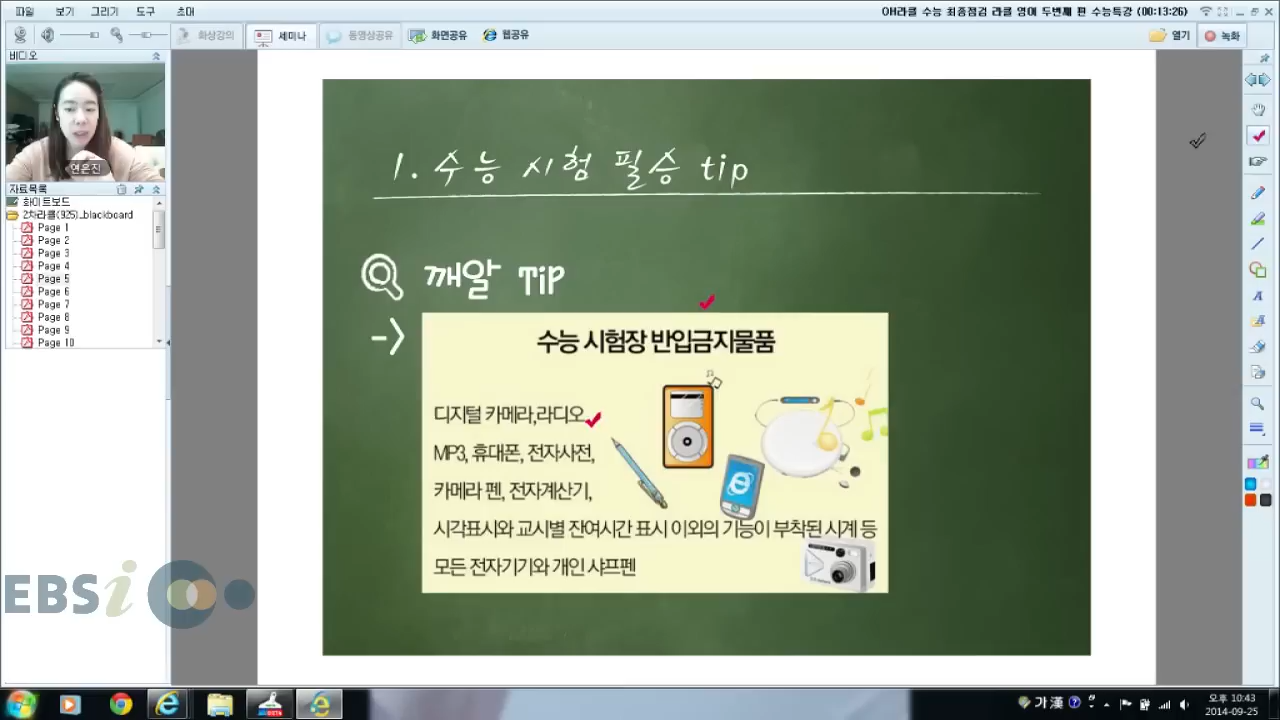 파일 보기 그리기 도구 초대
OH라클 수능 최종점검 라클 영어 두번째 편 수능특강 (00:13:26)
화상강의 세미나 동영상공유 화면공유 웹공유 열기 녹화
비디오
연은진
자료목록
화이트보드
2차라클(925)_blackboard
Page 1
Page 2
Page 3
Page 4
Page 5
Page 6
Page 7
Page 8
Page 9
Page 10
1. 수능 시험 필승 tip
깨알 TiP
->
수능 시험장 반입금지물품
디지털 카메라,라디오
MP3, 휴대폰, 전자사전,
카메라 펜, 전자계산기,
시각표시와 교시별 잔여시간 표시 이외의 기능이 부착된 시계 등
모든 전자기기와 개인 샤프펜
EBSi
가 漢
오후 10:43
2014-09-25